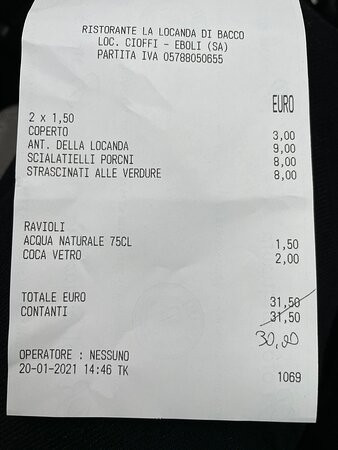 RISTORANTE LA LOCANDA DI BACCO
LOC. CIOFFI - EBOLI (SA)
PARTITA IVA 05788050655
EURO
2 x 1,50
COPERTO 3,00
ANT. DELLA LOCANDA 9,00
SCIALATIELLI PORCNI 8,00
STRASCINATI ALLE VERDURE 8,00
RAVIOLI
ACQUA NATURALE 75CL 1,50
COCA VETRO 2,00
TOTALE EURO 31,50
CONTANTI 31,50
30,00
OPERATORE : NESSUNO
20-01-2021 14:46 TK
1069